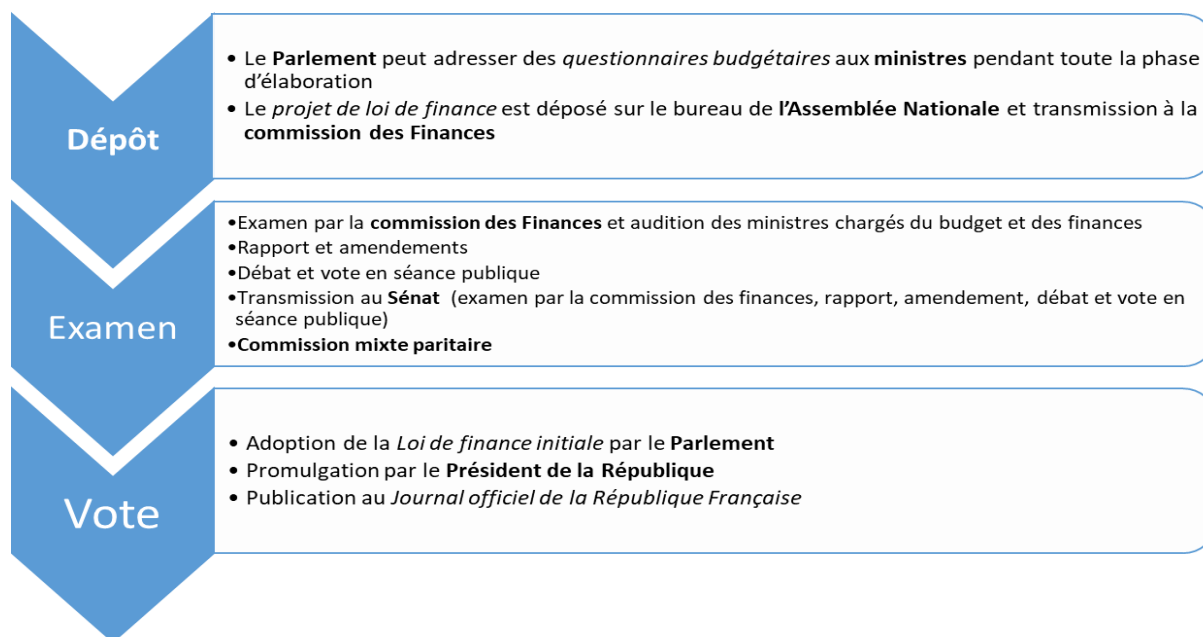 Dépôt
• Le Parlement peut adresser des questionnaires budgétaires aux ministres pendant toute la phase
d’élaboration
• Le projet de loi de finance est déposé sur le bureau de l’Assemblée Nationale et transmission à la
commission des Finances
Examen
•Examen par la commission des Finances et audition des ministres chargés du budget et des finances
•Rapport et amendements
•Débat et vote en séance publique
•Transmission au Sénat (examen par la commission des finances, rapport, amendement, débat et vote en
séance publique)
•Commission mixte paritaire
Vote
• Adoption de la Loi de finance initiale par le Parlement
• Promulgation par le Président de la République
• Publication au Journal officiel de la République Française